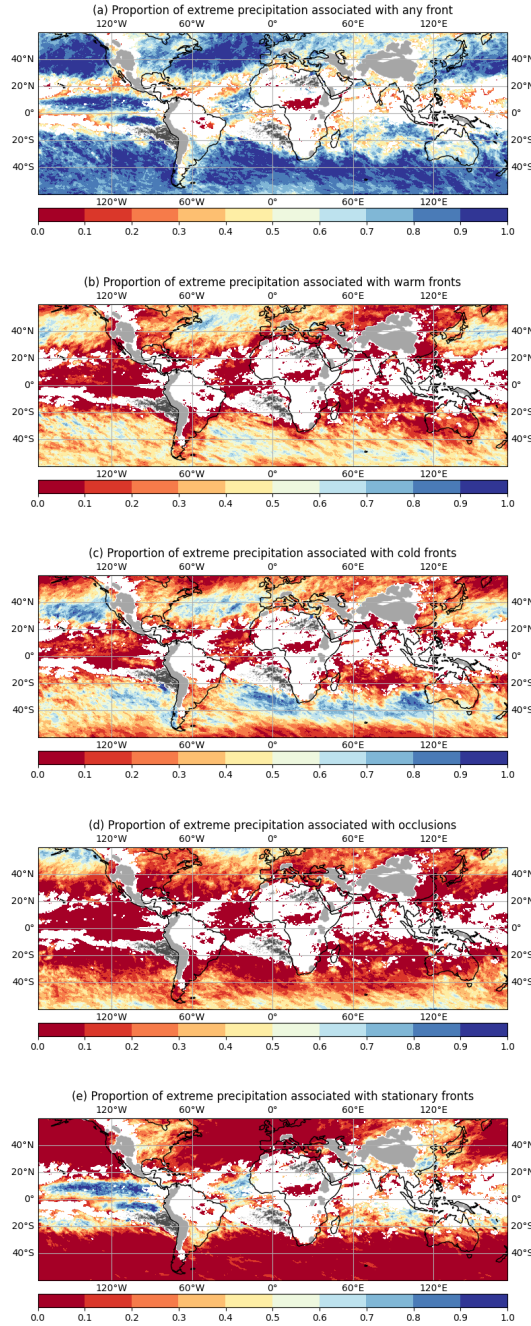 (a) Proportion of extreme precipitation associated with any front
120°W 60°W 0° 60°E 120°E
40°N 40°N
20°N 20°N
0° 0°
20°S 20°S
40°S 40°S
120°W 60°W 0° 60°E 120°E
0.0 0.1 0.2 0.3 0.4 0.5 0.6 0.7 0.8 0.9 1.0
(b) Proportion of extreme precipitation associated with warm fronts
120°W 60°W 0° 60°E 120°E
40°N 40°N
20°N 20°N
0° 0°
20°S 20°S
40°S 40°S
120°W 60°W 0° 60°E 120°E
0.0 0.1 0.2 0.3 0.4 0.5 0.6 0.7 0.8 0.9 1.0
(c) Proportion of extreme precipitation associated with cold fronts
120°W 60°W 0° 60°E 120°E
40°N 40°N
20°N 20°N
0° 0°
20°S 20°S
40°S 40°S
120°W 60°W 0° 60°E 120°E
0.0 0.1 0.2 0.3 0.4 0.5 0.6 0.7 0.8 0.9 1.0
(d) Proportion of extreme precipitation associated with occlusions
120°W 60°W 0° 60°E 120°E
40°N 40°N
20°N 20°N
0° 0°
20°S 20°S
40°S 40°S
120°W 60°W 0° 60°E 120°E
0.0 0.1 0.2 0.3 0.4 0.5 0.6 0.7 0.8 0.9 1.0
(e) Proportion of extreme precipitation associated with stationary fronts
120°W 60°W 0° 60°E 120°E
40°N 40°N
20°N 20°N
0° 0°
20°S 20°S
40°S 40°S
120°W 60°W 0° 60°E 120°E
0.0 0.1 0.2 0.3 0.4 0.5 0.6 0.7 0.8 0.9 1.0